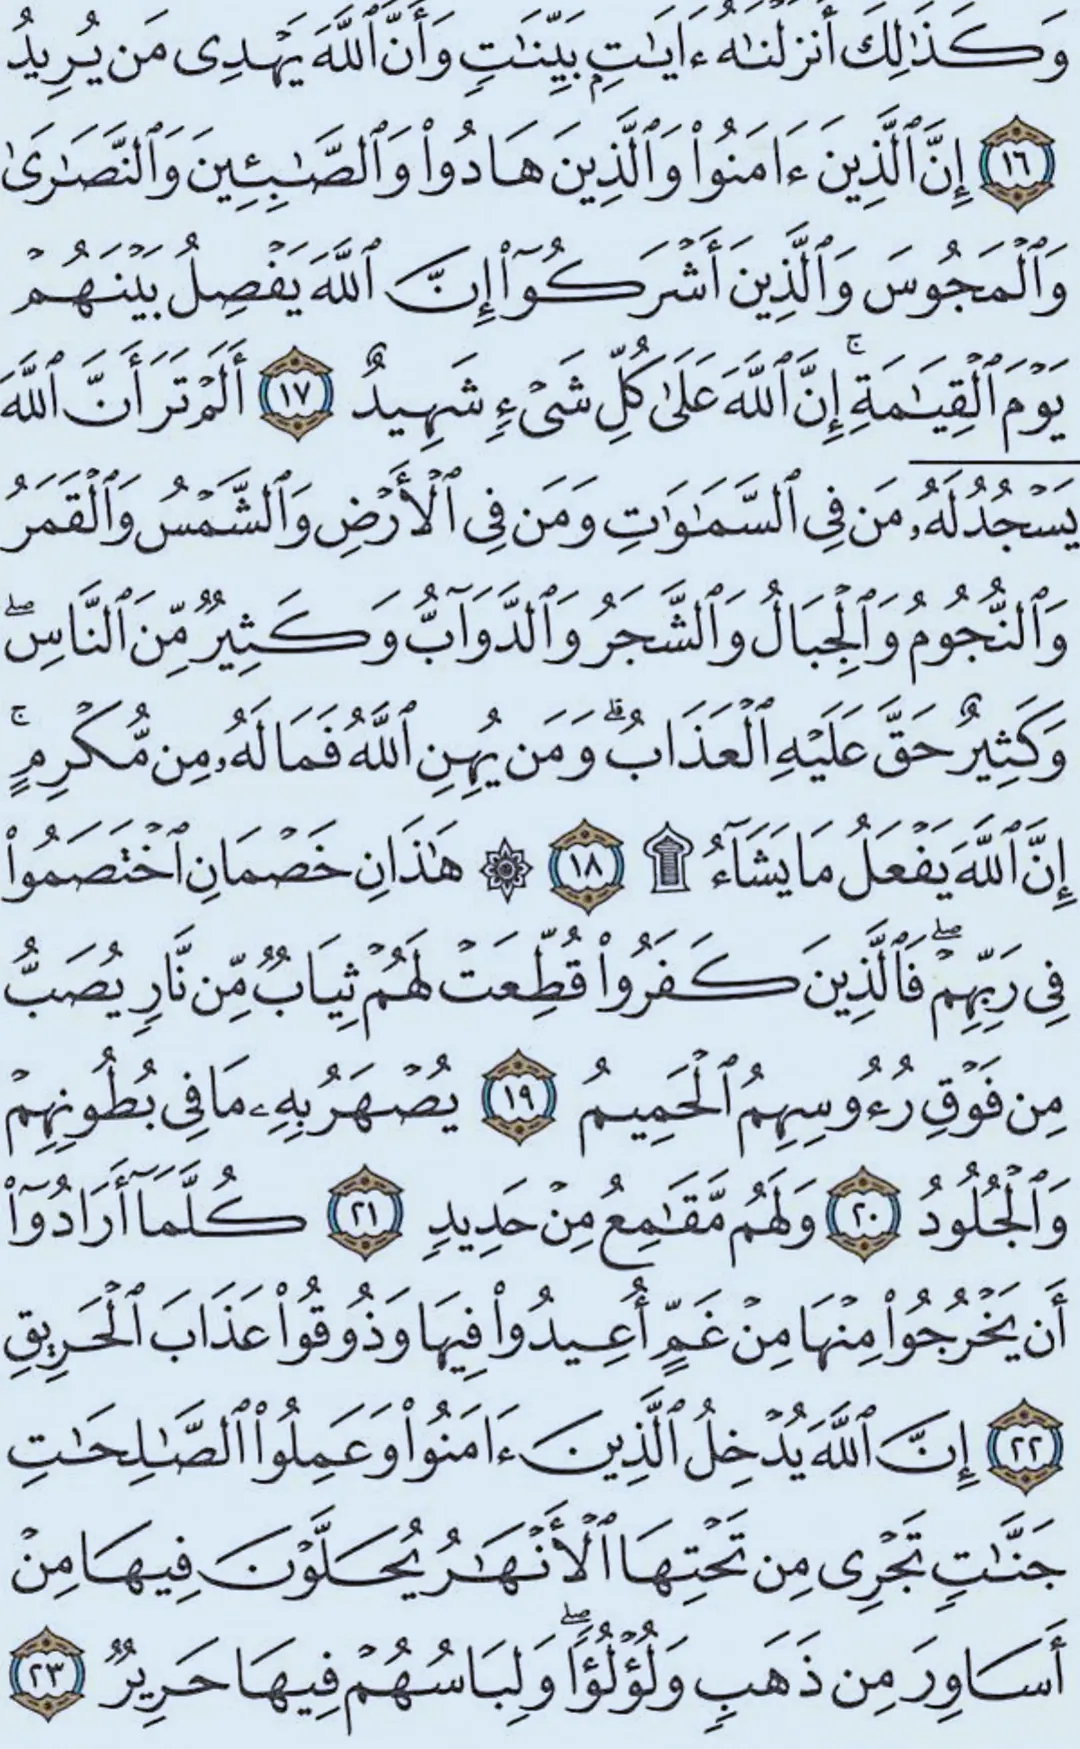 وَكَذَٰلِكَ أَنزَلْنَٰهُ ءَايَٰتٍۭ بَيِّنَٰتٍ وَأَنَّ ٱللَّهَ يَهْدِى مَن يُرِيدُ
١٦ إِنَّ ٱلَّذِينَ ءَامَنُوا۟ وَٱلَّذِينَ هَادُوا۟ وَٱلصَّٰبِـِٔينَ وَٱلنَّصَٰرَىٰ
وَٱلْمَجُوسَ وَٱلَّذِينَ أَشْرَكُوٓا۟ إِنَّ ٱللَّهَ يَفْصِلُ بَيْنَهُمْ
يَوْمَ ٱلْقِيَٰمَةِ ۚ إِنَّ ٱللَّهَ عَلَىٰ كُلِّ شَىْءٍ شَهِيدٌ ١٧ أَلَمْ تَرَ أَنَّ ٱللَّهَ
يَسْجُدُ لَهُۥ مَن فِى ٱلسَّمَٰوَٰتِ وَمَن فِى ٱلْأَرْضِ وَٱلشَّمْسُ وَٱلْقَمَرُ
وَٱلنُّجُومُ وَٱلْجِبَالُ وَٱلشَّجَرُ وَٱلدَّوَآبُّ وَكَثِيرٌ مِّنَ ٱلنَّاسِ ۖ
وَكَثِيرٌ حَقَّ عَلَيْهِ ٱلْعَذَابُ ۗ وَمَن يُهِنِ ٱللَّهُ فَمَا لَهُۥ مِن مُّكْرِمٍ ۚ
إِنَّ ٱللَّهَ يَفْعَلُ مَا يَشَآءُ ۩ ١٨ ۞ هَٰذَانِ خَصْمَانِ ٱخْتَصَمُوا۟
فِى رَبِّهِمْ ۖ فَٱلَّذِينَ كَفَرُوا۟ قُطِّعَتْ لَهُمْ ثِيَابٌ مِّن نَّارٍ يُصَبُّ
مِن فَوْقِ رُءُوسِهِمُ ٱلْحَمِيمُ ١٩ يُصْهَرُ بِهِۦ مَا فِى بُطُونِهِمْ
وَٱلْجُلُودُ ٢٠ وَلَهُم مَّقَٰمِعُ مِنْ حَدِيدٍ ٢١ كُلَّمَآ أَرَادُوٓا۟
أَن يَخْرُجُوا۟ مِنْهَا مِنْ غَمٍّ أُعِيدُوا۟ فِيهَا وَذُوقُوا۟ عَذَابَ ٱلْحَرِيقِ
٢٢ إِنَّ ٱللَّهَ يُدْخِلُ ٱلَّذِينَ ءَامَنُوا۟ وَعَمِلُوا۟ ٱلصَّٰلِحَٰتِ
جَنَّٰتٍ تَجْرِى مِن تَحْتِهَا ٱلْأَنْهَٰرُ يُحَلَّوْنَ فِيهَا مِنْ
أَسَاوِرَ مِن ذَهَبٍ وَلُؤْلُؤًا ۖ وَلِبَاسُهُمْ فِيهَا حَرِيرٌ ٢٣